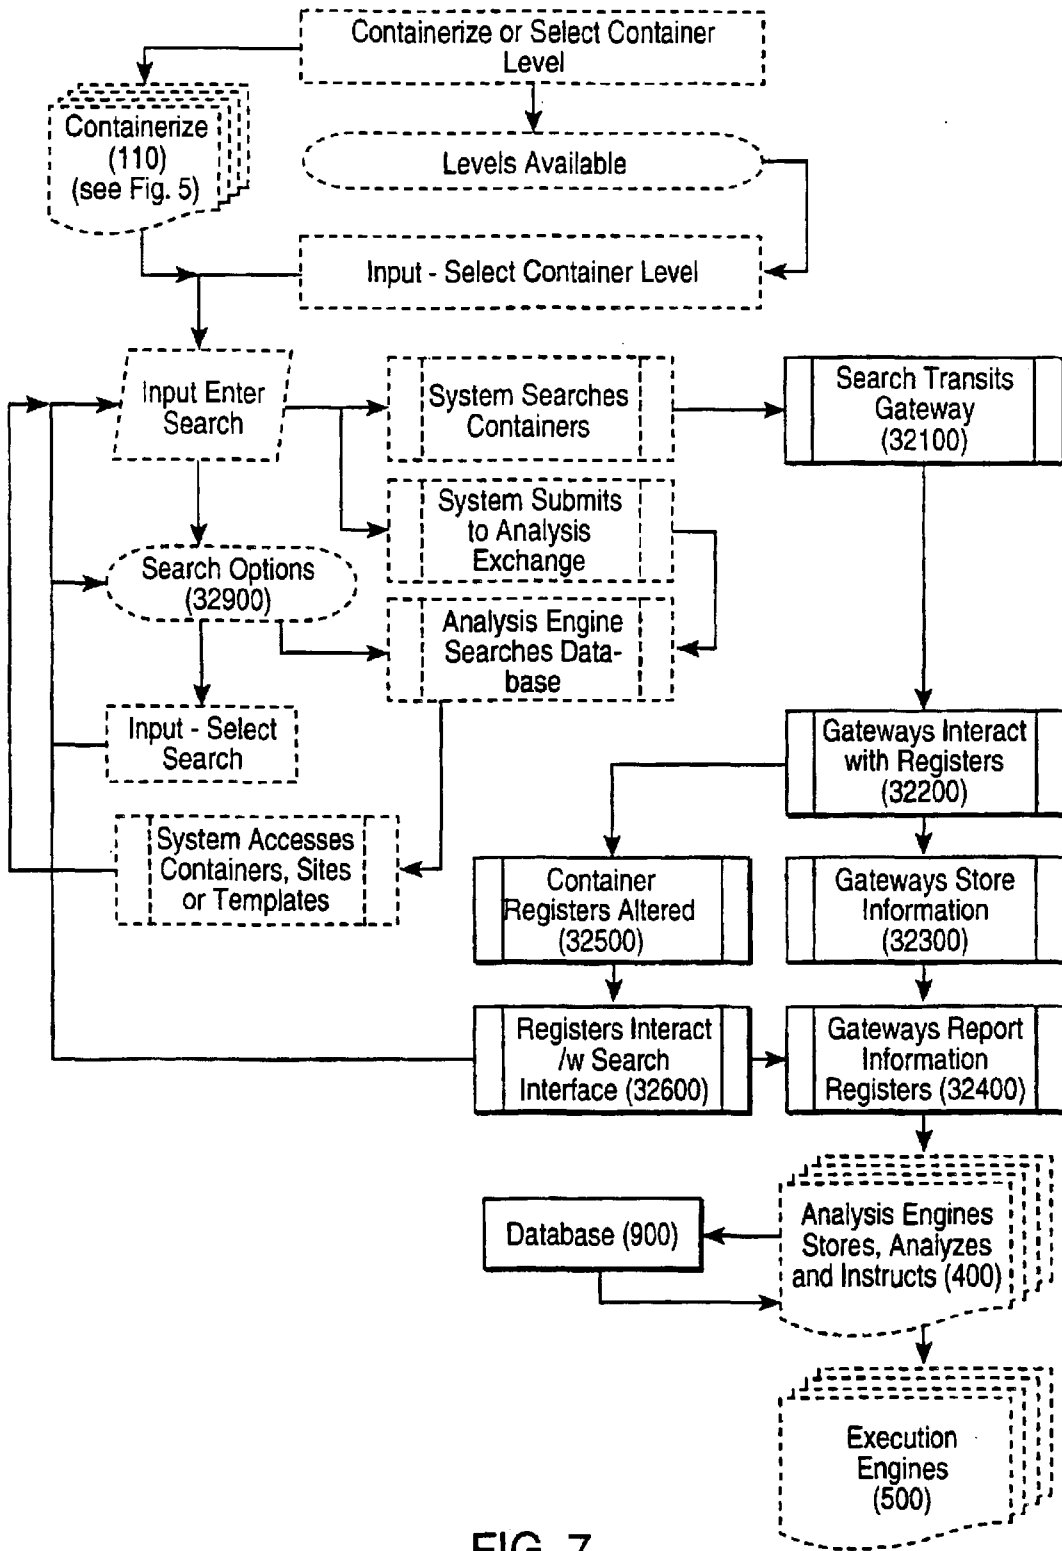 Containerize or Select Container
Level
Containerize
(110)
(see Fig. 5)
Levels Available
Input - Select Container Level
Input Enter
Search
System Searches
Containers
Search Transits
Gateway
(32100)
System Submits
to Analysis
Exchange
Search Options
(32900)
Analysis Engine
Searches Data-
base
Input - Select
Search
Gateways Interact
with Registers
(32200)
System Accesses
Containers, Sites
or Templates
Container
Registers Altered
(32500)
Gateways Store
Information
(32300)
Registers Interact
/w Search
Interface (32600)
Gateways Report
Information
Registers (32400)
Database (900)
Analysis Engines
Stores, Analyzes
and Instructs (400)
Execution
Engines
(500)
FIG. 7